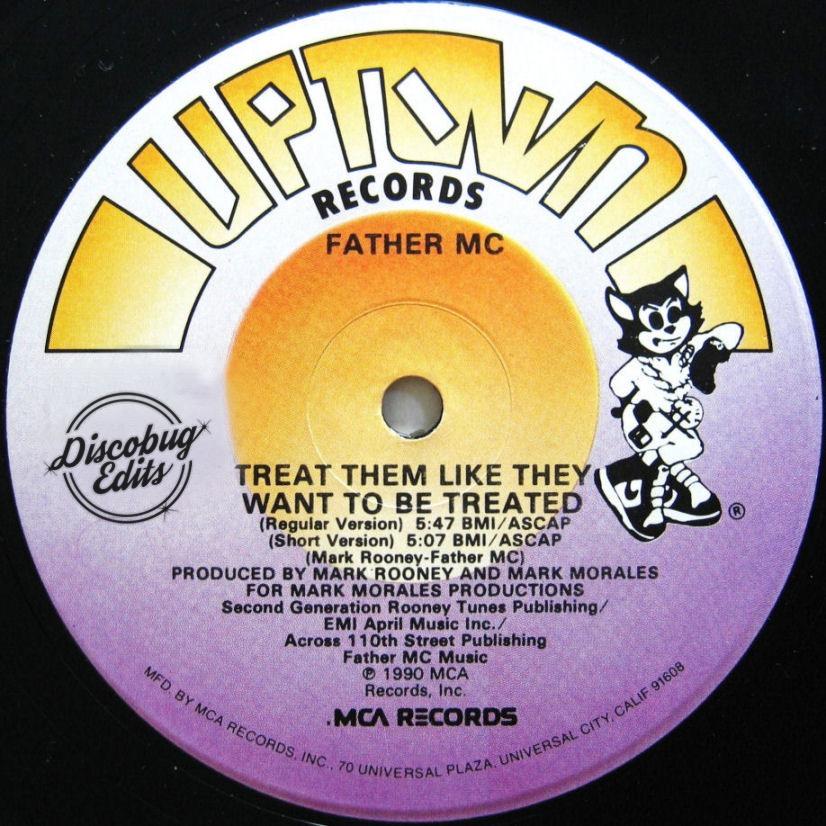 UPTOWN
RECORDS
FATHER MC
Discobug
Edits
TREAT THEM LIKE THEY
WANT TO BE TREATED
(Regular Version) 5:47 BMI/ASCAP
(Short Version) 5:07 BMI/ASCAP
(Mark Rooney-Father MC)
PRODUCED BY MARK ROONEY AND MARK MORALES
FOR MARK MORALES PRODUCTIONS
Second Generation Rooney Tunes Publishing/
EMI April Music Inc./
Across 110th Street Publishing
Father MC Music
℗ 1990 MCA
Records, Inc.
.MCA RECORDS
MFD. BY MCA RECORDS, INC., 70 UNIVERSAL PLAZA, UNIVERSAL CITY, CALIF 91608
®